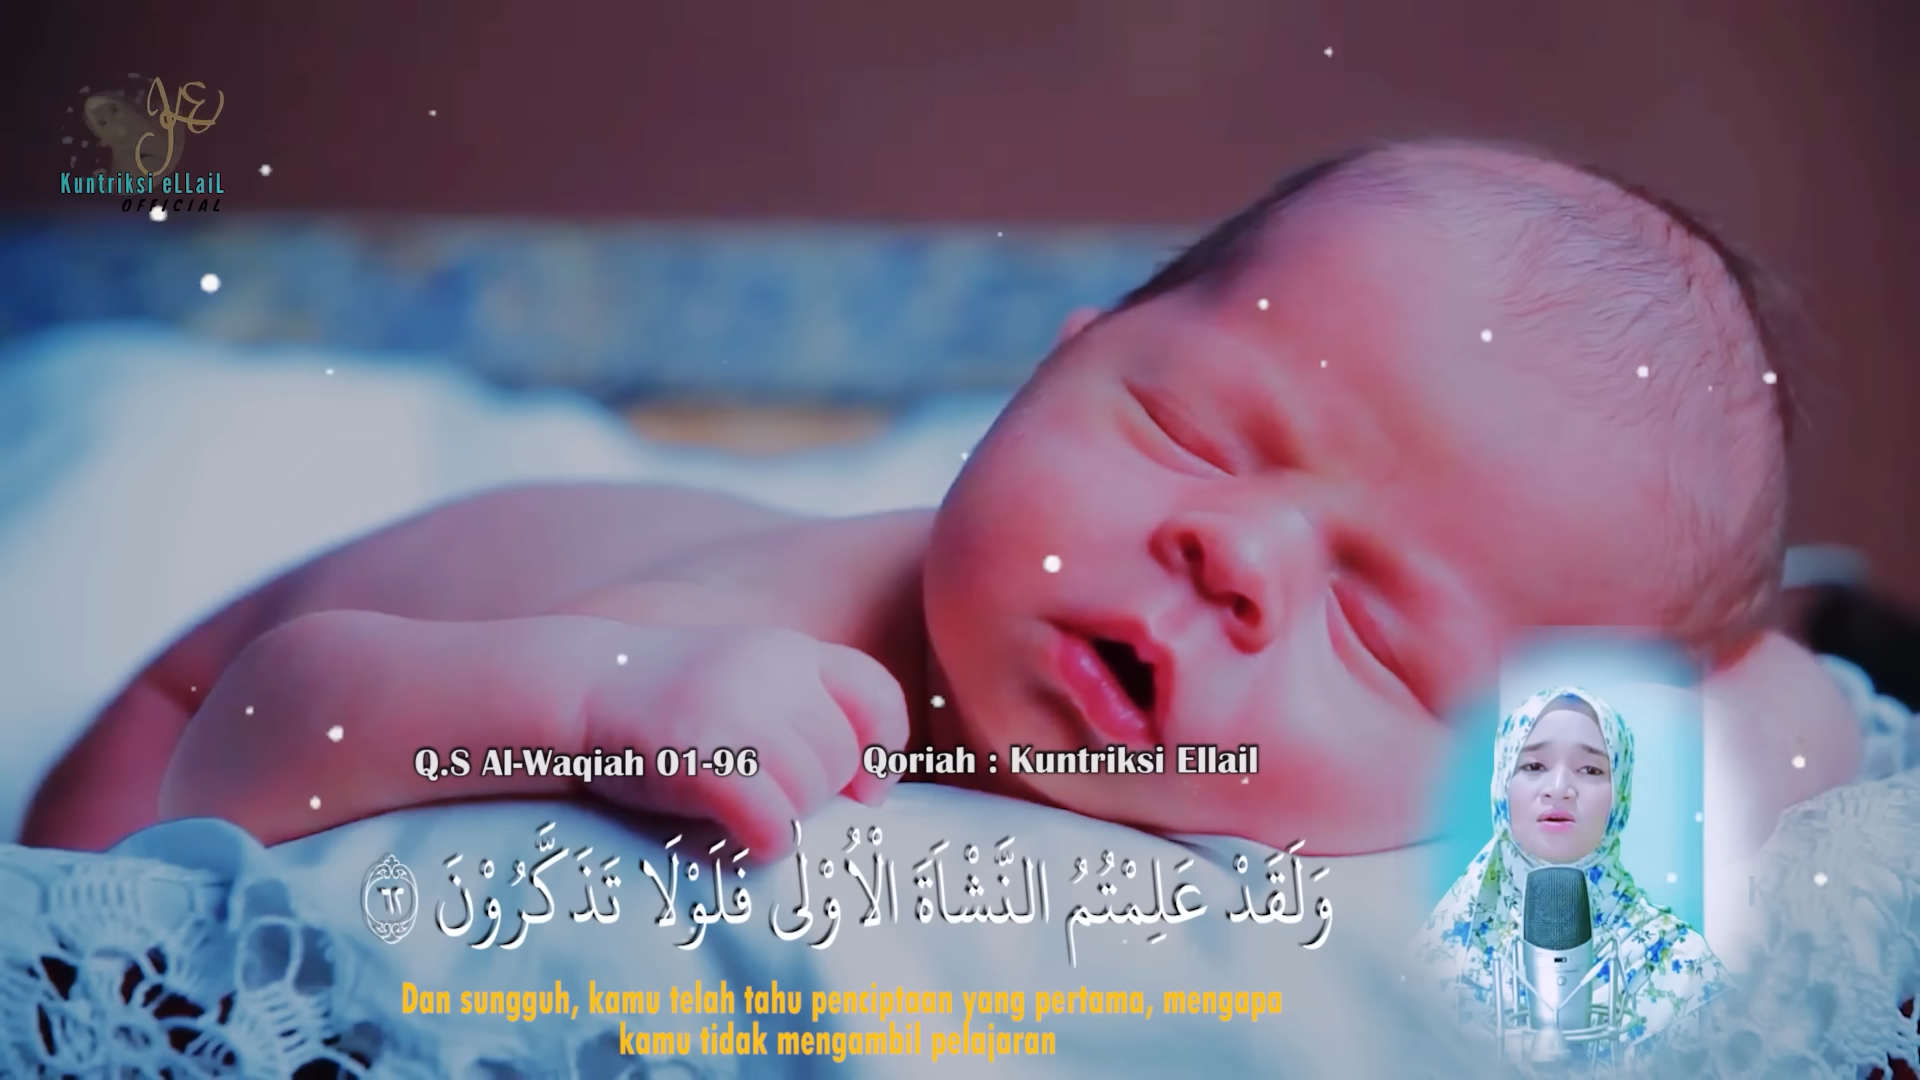 YE
Kuntriksi eLLaiL
OFFICIAL
Q.S Al-Waqiah 01-96
Qoriah : Kuntriksi Ellail
وَلَقَدْ عَلِمْتُمُ النَّشْاَةَ الْاُوْلٰى فَلَوْلَا تَذَكَّرُوْنَ ٦٢
Dan sungguh, kamu telah tahu penciptaan yang pertama, mengapa
kamu tidak mengambil pelajaran